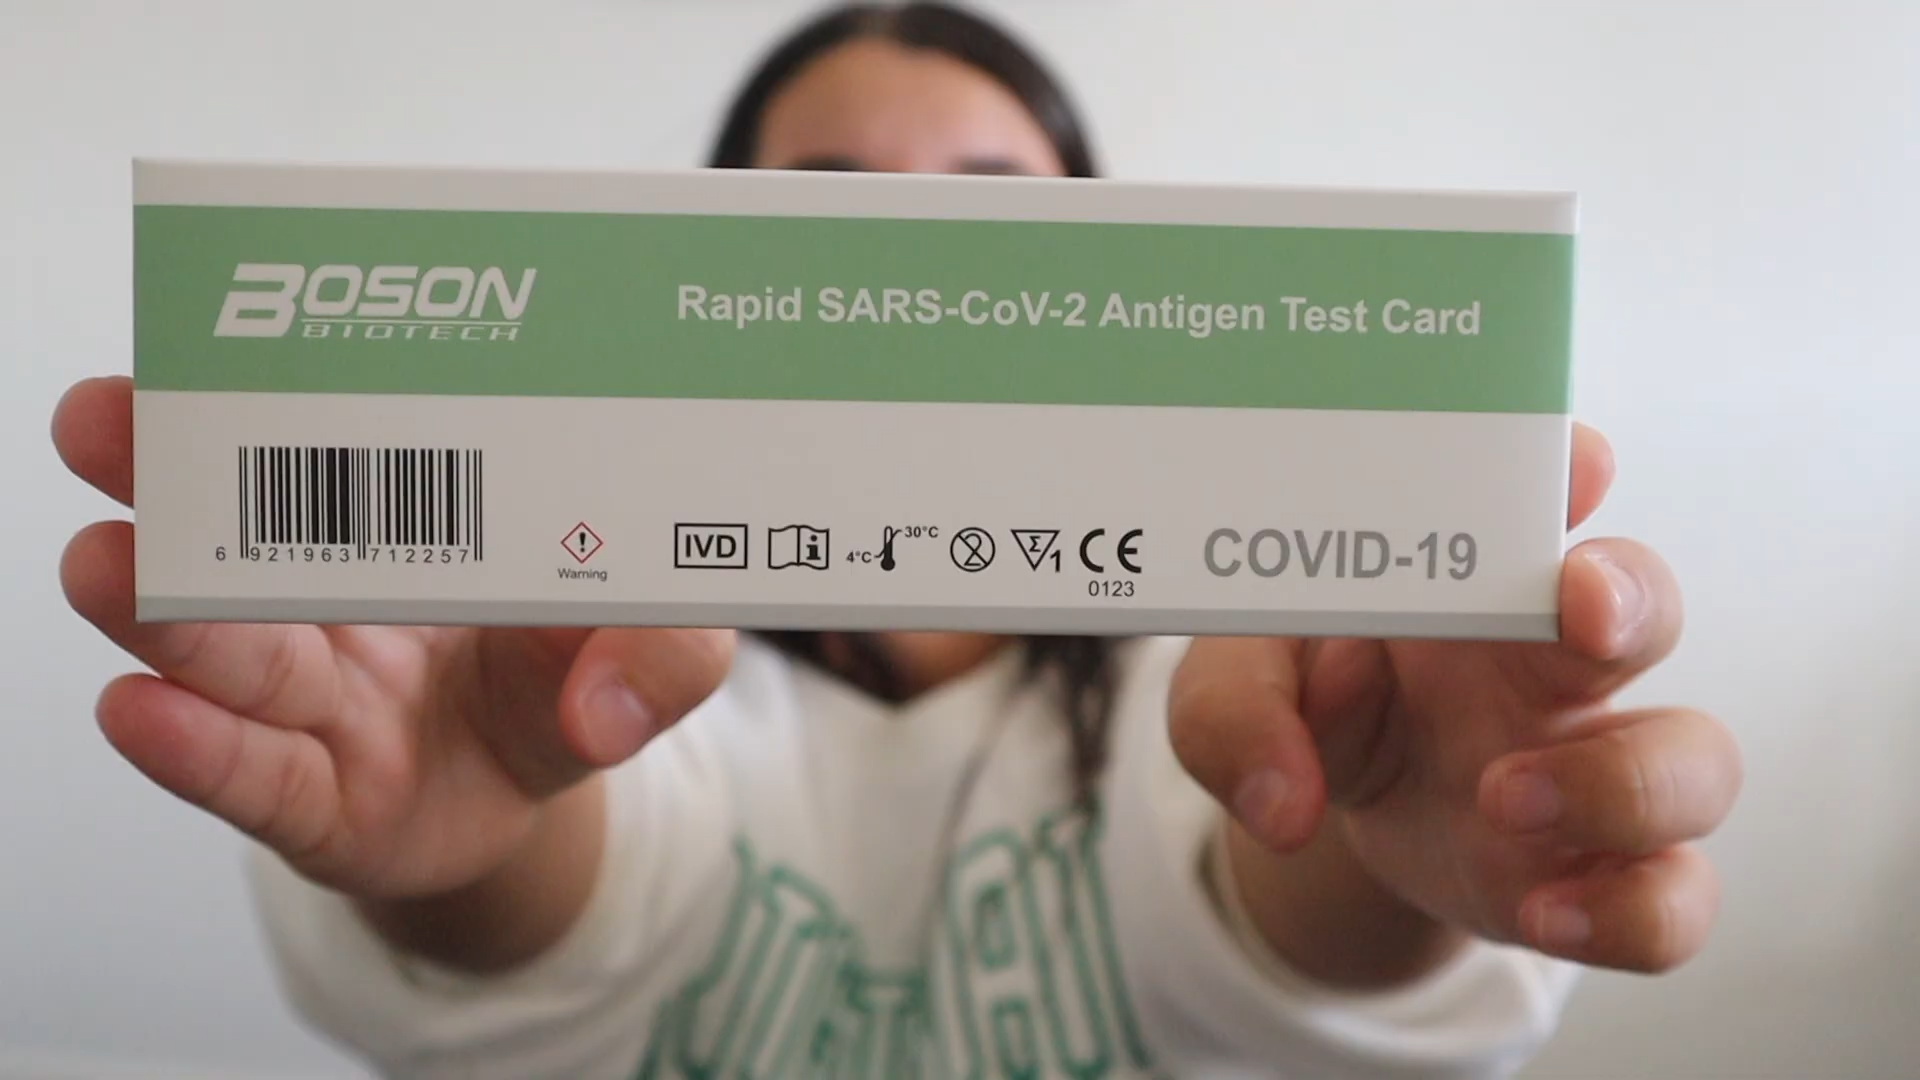 BOSON
BIOTECH
Rapid SARS-CoV-2 Antigen Test Card
6 921963 712257
Warning
IVD
i
4°C 30°C
2
Σ 1
CE
0123
COVID-19